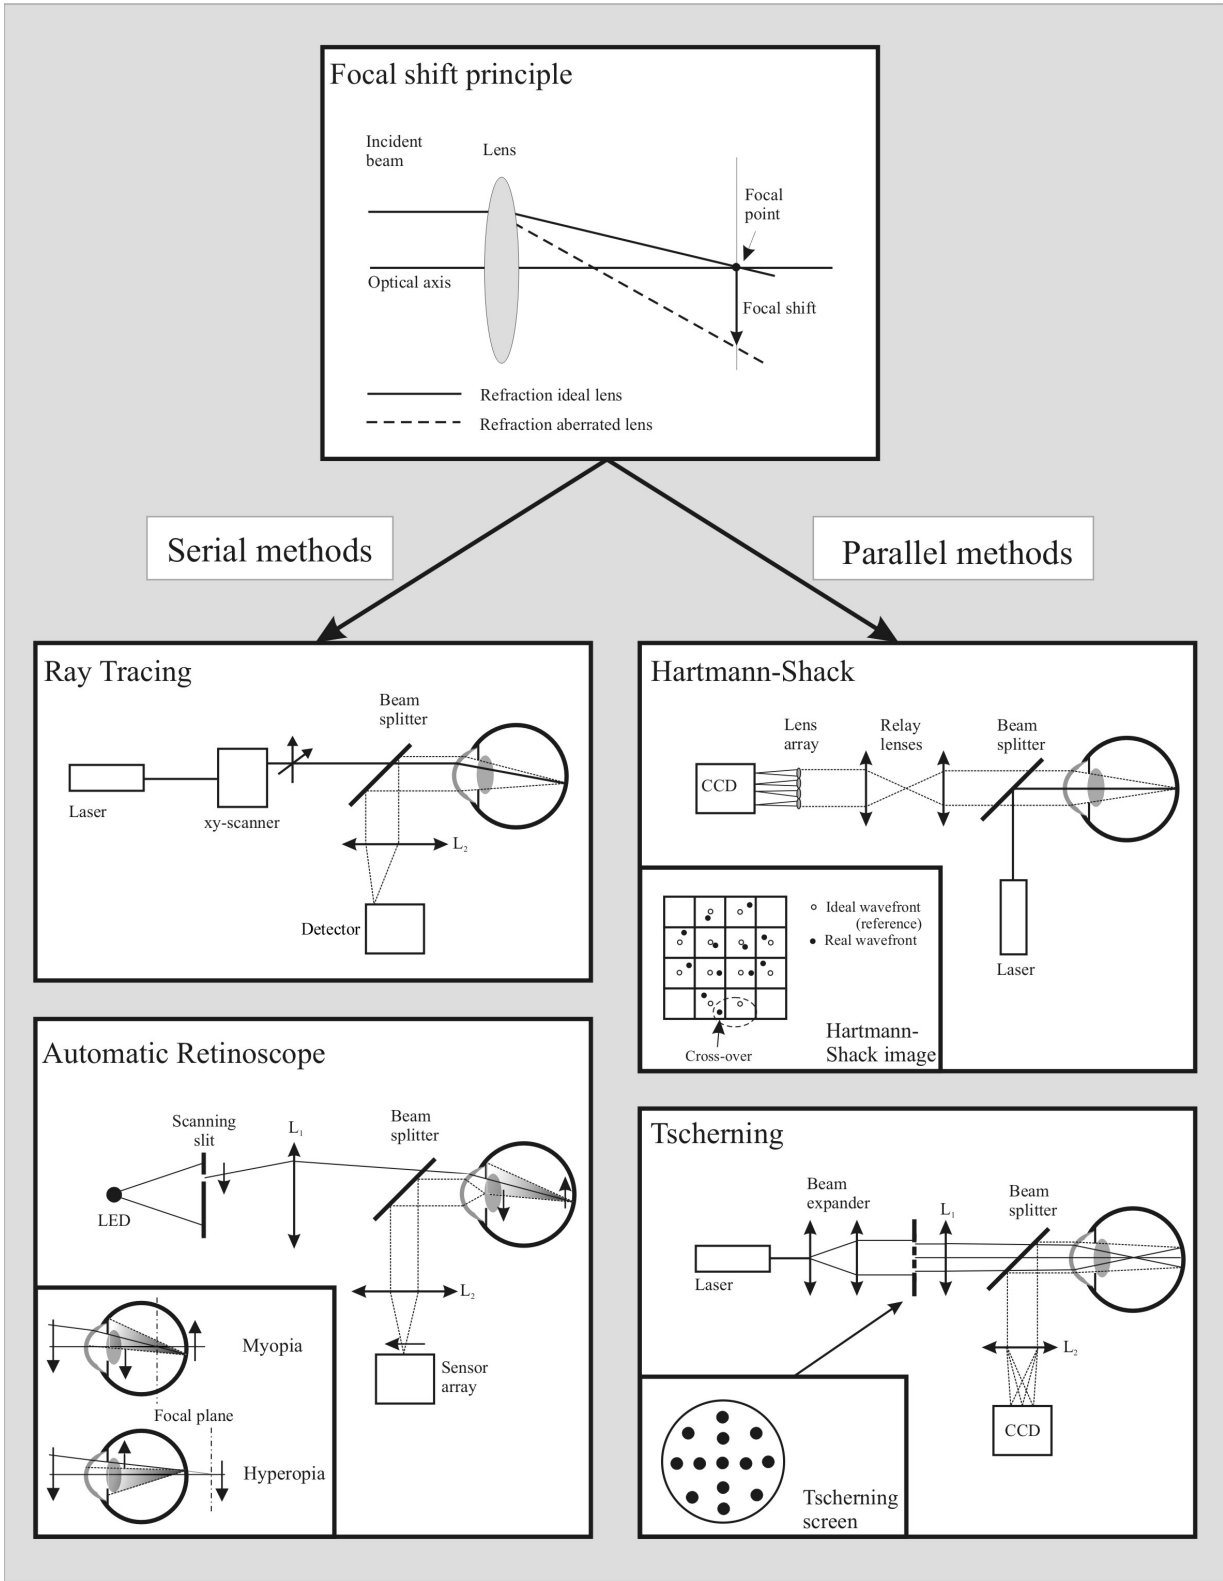 Focal shift principle
Incident
beam
Lens
Focal
point
Optical axis
Focal shift
Refraction ideal lens
Refraction aberrated lens
Serial methods
Parallel methods
Ray Tracing
Beam
splitter
Laser
xy-scanner
L₂
Detector
Hartmann-Shack
Lens
array
Relay
lenses
Beam
splitter
CCD
Laser
Ideal wavefront
(reference)
Real wavefront
Cross-over
Hartmann-
Shack image
Automatic Retinoscope
Scanning
slit
L₁
Beam
splitter
LED
L₂
Sensor
array
Myopia
Focal plane
Hyperopia
Tscherning
Beam
expander
L₁
Beam
splitter
Laser
L₂
CCD
Tscherning
screen